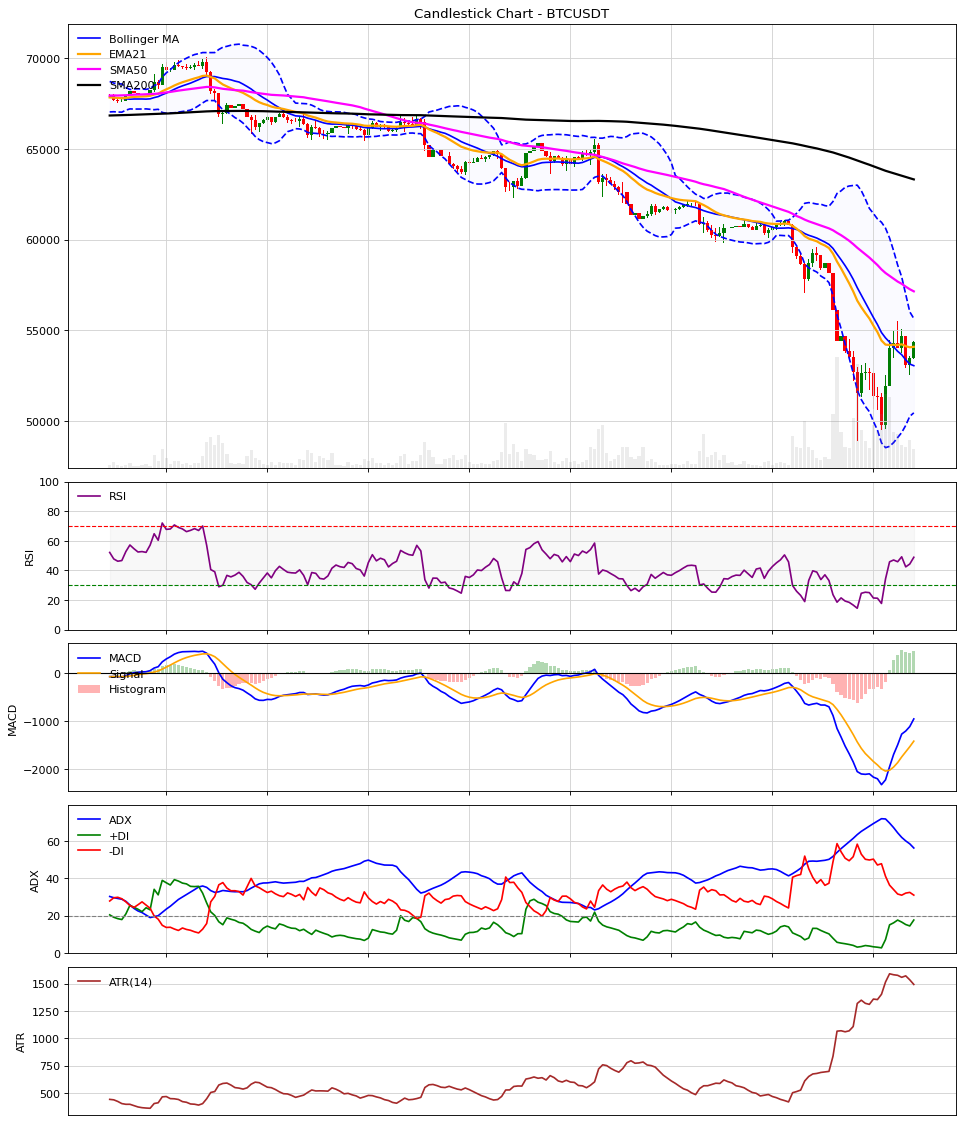 Candlestick Chart - BTCUSDT
Bollinger MA
EMA21
SMA50
SMA200
70000
65000
60000
55000
50000
RSI
RSI
100
80
60
40
20
0
MACD
Signal
Histogram
MACD
0
−1000
−2000
ADX
+DI
-DI
ADX
60
40
20
0
ATR(14)
ATR
1500
1250
1000
750
500